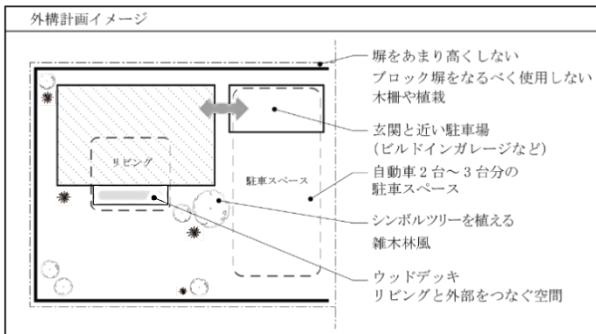 外構計画イメージ
塀をあまり高くしない
ブロック塀をなるべく使用しない
木柵や植栽
玄関と近い駐車場
(ビルドインガレージなど)
リビング
駐車スペース
自動車2台～3台分の
駐車スペース
シンボルツリーを植える
雑木林風
ウッドデッキ
リビングと外部をつなぐ空間